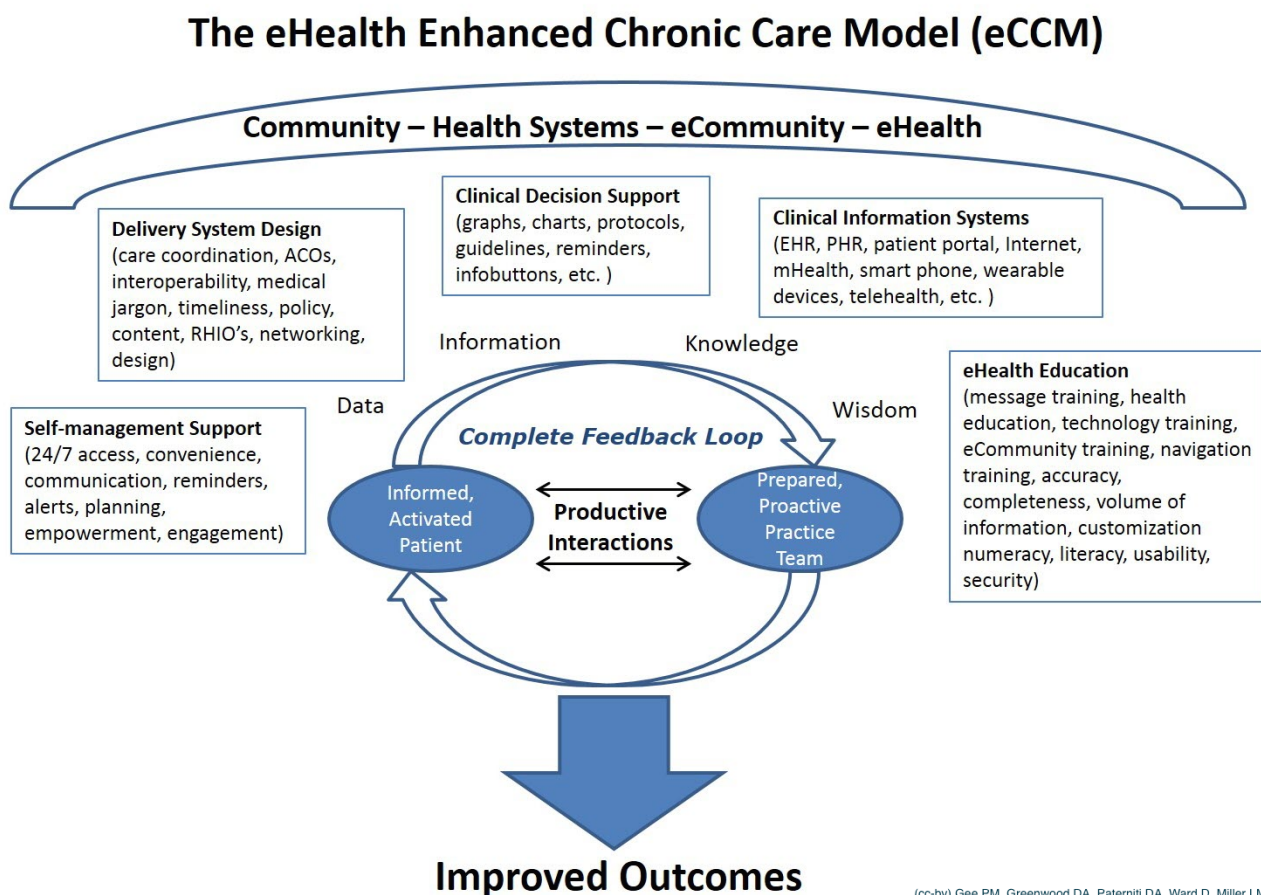 The eHealth Enhanced Chronic Care Model (eCCM)
Community – Health Systems – eCommunity – eHealth
Clinical Decision Support
(graphs, charts, protocols,
guidelines, reminders,
infobuttons, etc. )
Clinical Information Systems
(EHR, PHR, patient portal, Internet,
mHealth, smart phone, wearable
devices, telehealth, etc. )
Delivery System Design
(care coordination, ACOs,
interoperability, medical
jargon, timeliness, policy,
content, RHIO's, networking,
design)
Information
Knowledge
Data
Wisdom
eHealth Education
(message training, health
education, technology training,
eCommunity training, navigation
training, accuracy,
completeness, volume of
information, customization
numeracy, literacy, usability,
security)
Self-management Support
(24/7 access, convenience,
communication, reminders,
alerts, planning,
empowerment, engagement)
Complete Feedback Loop
Informed,
Activated
Patient
Productive
Interactions
Prepared,
Proactive
Practice
Team
Improved Outcomes
(cc-by) Gee PM, Greenwood DA, Paterniti DA, Ward D, Miller LM